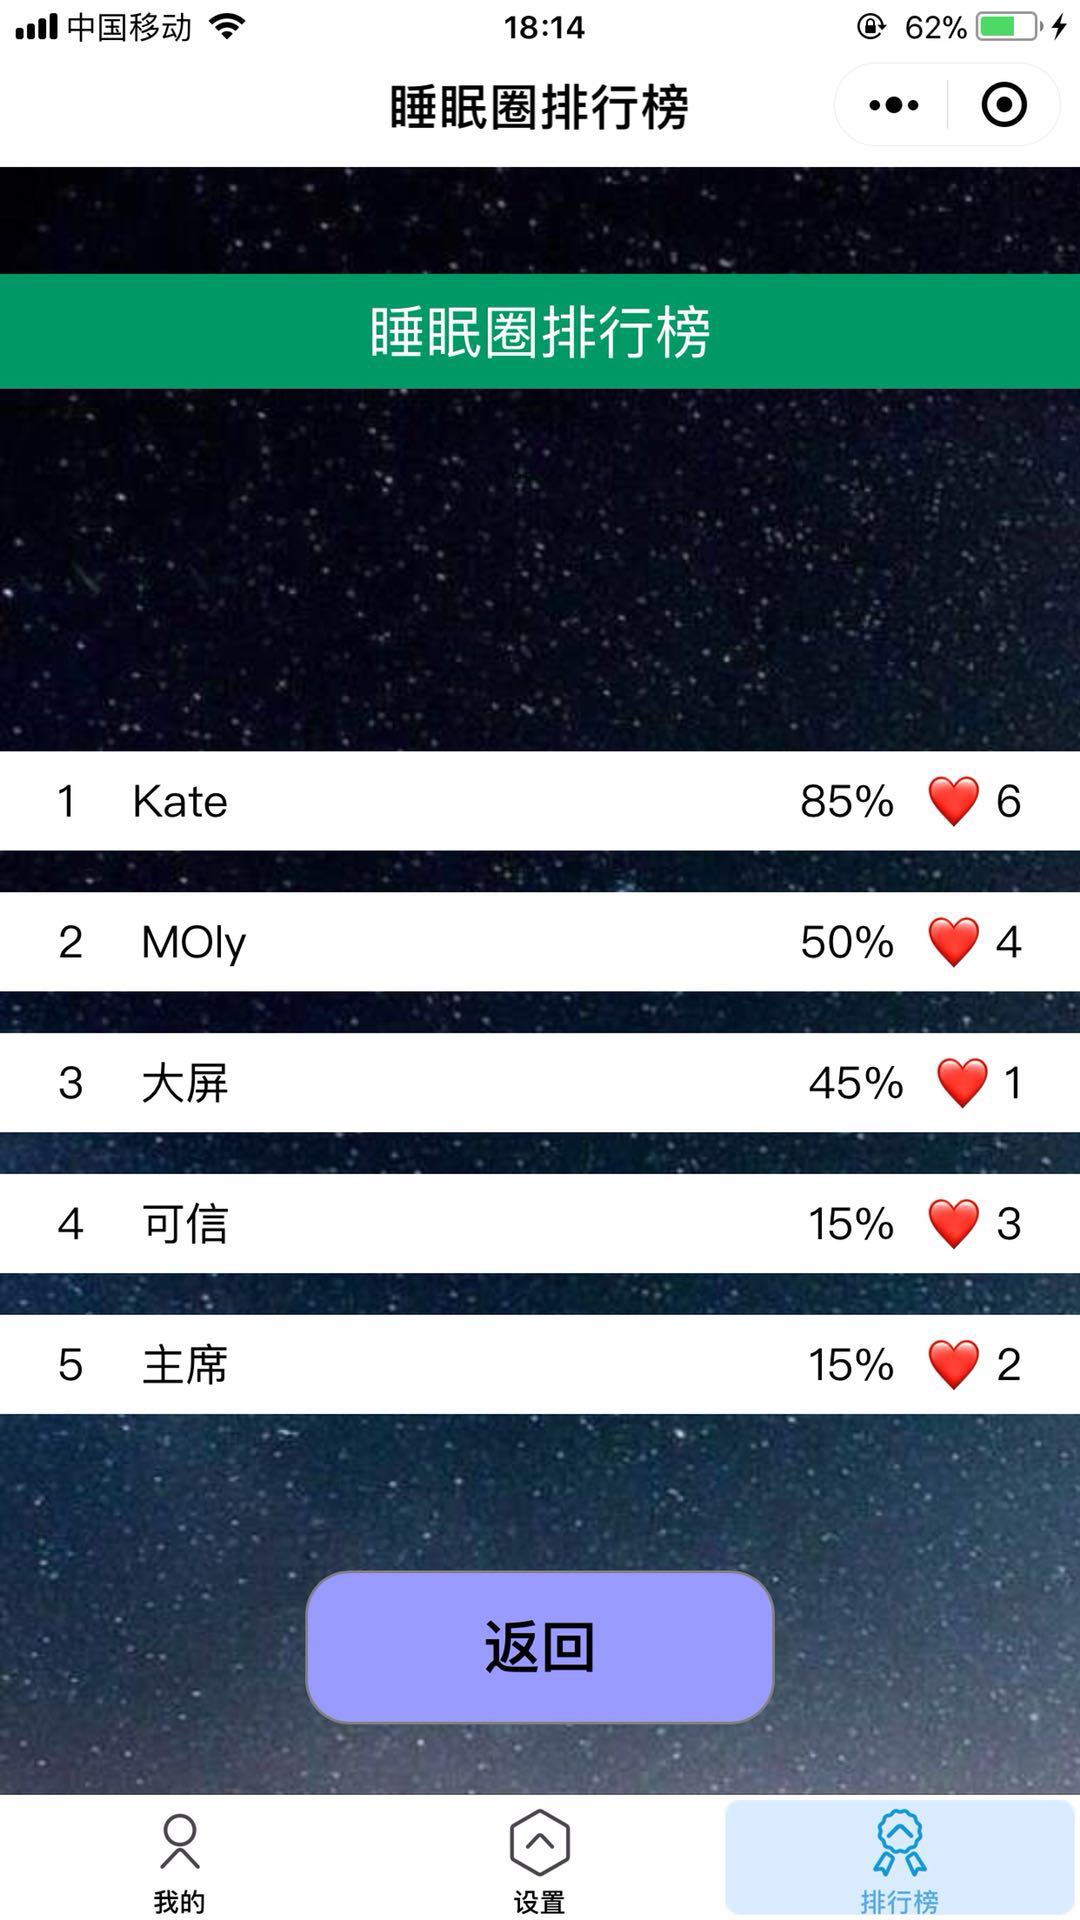 中国移动 18:14 62%
睡眠圈排行榜
睡眠圈排行榜
1 Kate 85% ❤️ 6
2 MOly 50% ❤️ 4
3 大屏 45% ❤️ 1
4 可信 15% ❤️ 3
5 主席 15% ❤️ 2
返回
我的 设置 排行榜